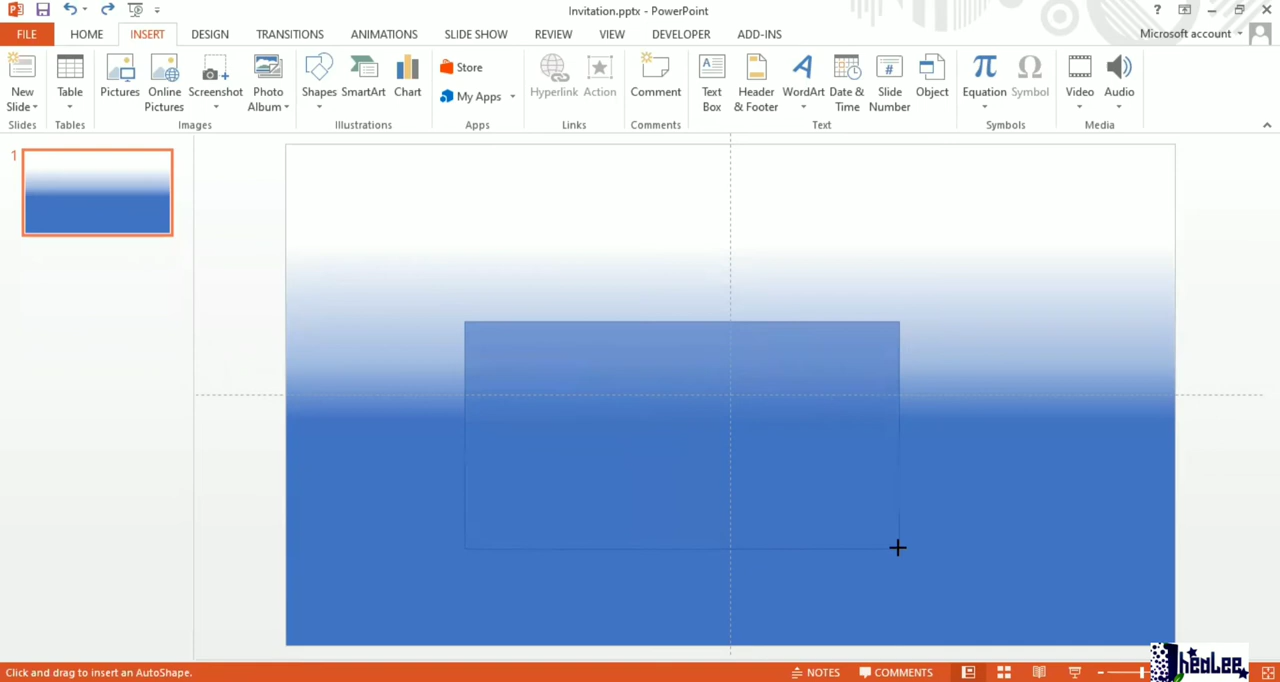 Invitation.pptx - PowerPoint
FILE HOME INSERT DESIGN TRANSITIONS ANIMATIONS SLIDE SHOW REVIEW VIEW DEVELOPER ADD-INS Microsoft account
New Slide Table Pictures Online Pictures Screenshot Photo Album Shapes SmartArt Chart Store My Apps Hyperlink Action Comment Text Box Header & Footer WordArt Date & Time Slide Number Object Equation Symbol Video Audio
Slides Tables Images Illustrations Apps Links Comments Text Symbols Media
1
Click and drag to insert an AutoShape. NOTES COMMENTS
JhedLee